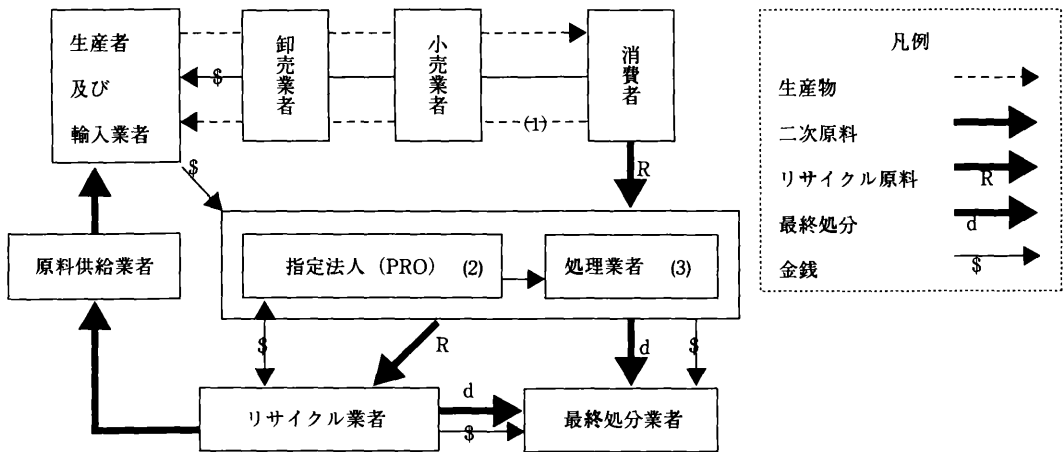 生産者
及び
輸入業者
卸売業者
小売業者
消費者
$
(1)
$
R
原料供給業者
指定法人(PRO) (2)
処理業者 (3)
$
R
d
$
リサイクル業者
d
$
最終処分業者
凡例
生産物
二次原料
リサイクル原料
R
最終処分
d
金銭
$